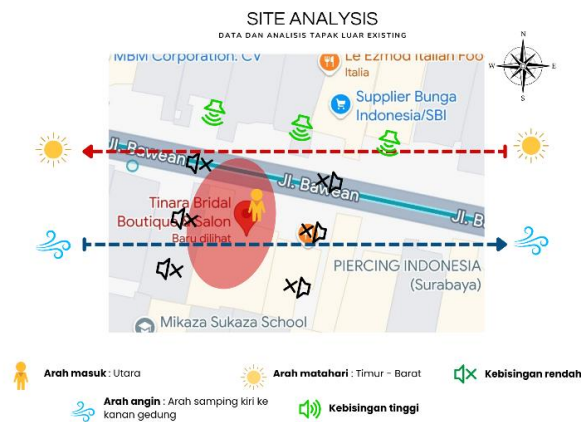 SITE ANALYSIS
DATA DAN ANALISIS TAPAK LUAR EXISTING
N
W
E
S
MBM Corporation. CV
Le Ezmod Italian Foo
Italia
Supplier Bunga
Indonesia/SBI
Jl. Bawean
Jl. Bawean
Jl. B
Tinara Bridal
Boutique & Salon
Baru dilihat
PIERCING INDONESIA
(Surabaya)
Mikaza Sukaza School
Arah masuk : Utara
Arah matahari : Timur - Barat
Kebisingan rendah
Arah angin : Arah samping kiri ke
kanan gedung
Kebisingan tinggi